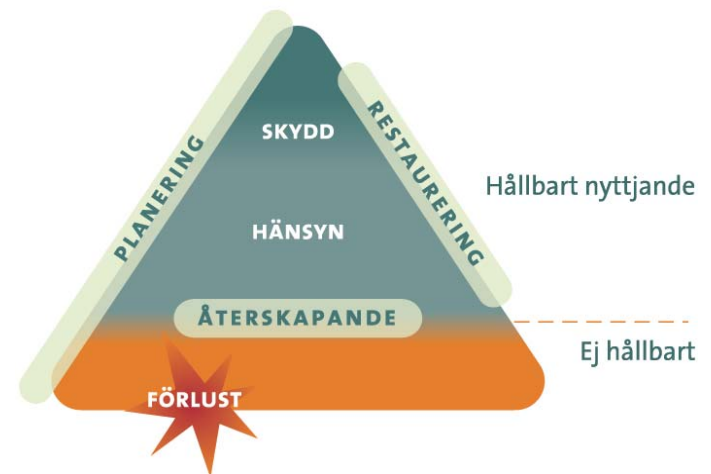 SKYDD
PLANERING
RESTAURERING
Hållbart nyttjande
HÄNSYN
ÅTERSKAPANDE
Ej hållbart
FÖRLUST